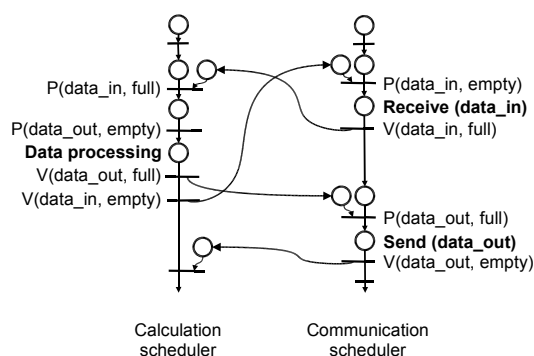 P(data_in, full)
P(data_out, empty)
Data processing
V(data_out, full)
V(data_in, empty)
P(data_in, empty)
Receive (data_in)
V(data_in, full)
P(data_out, full)
Send (data_out)
V(data_out, empty)
Calculation
scheduler
Communication
scheduler